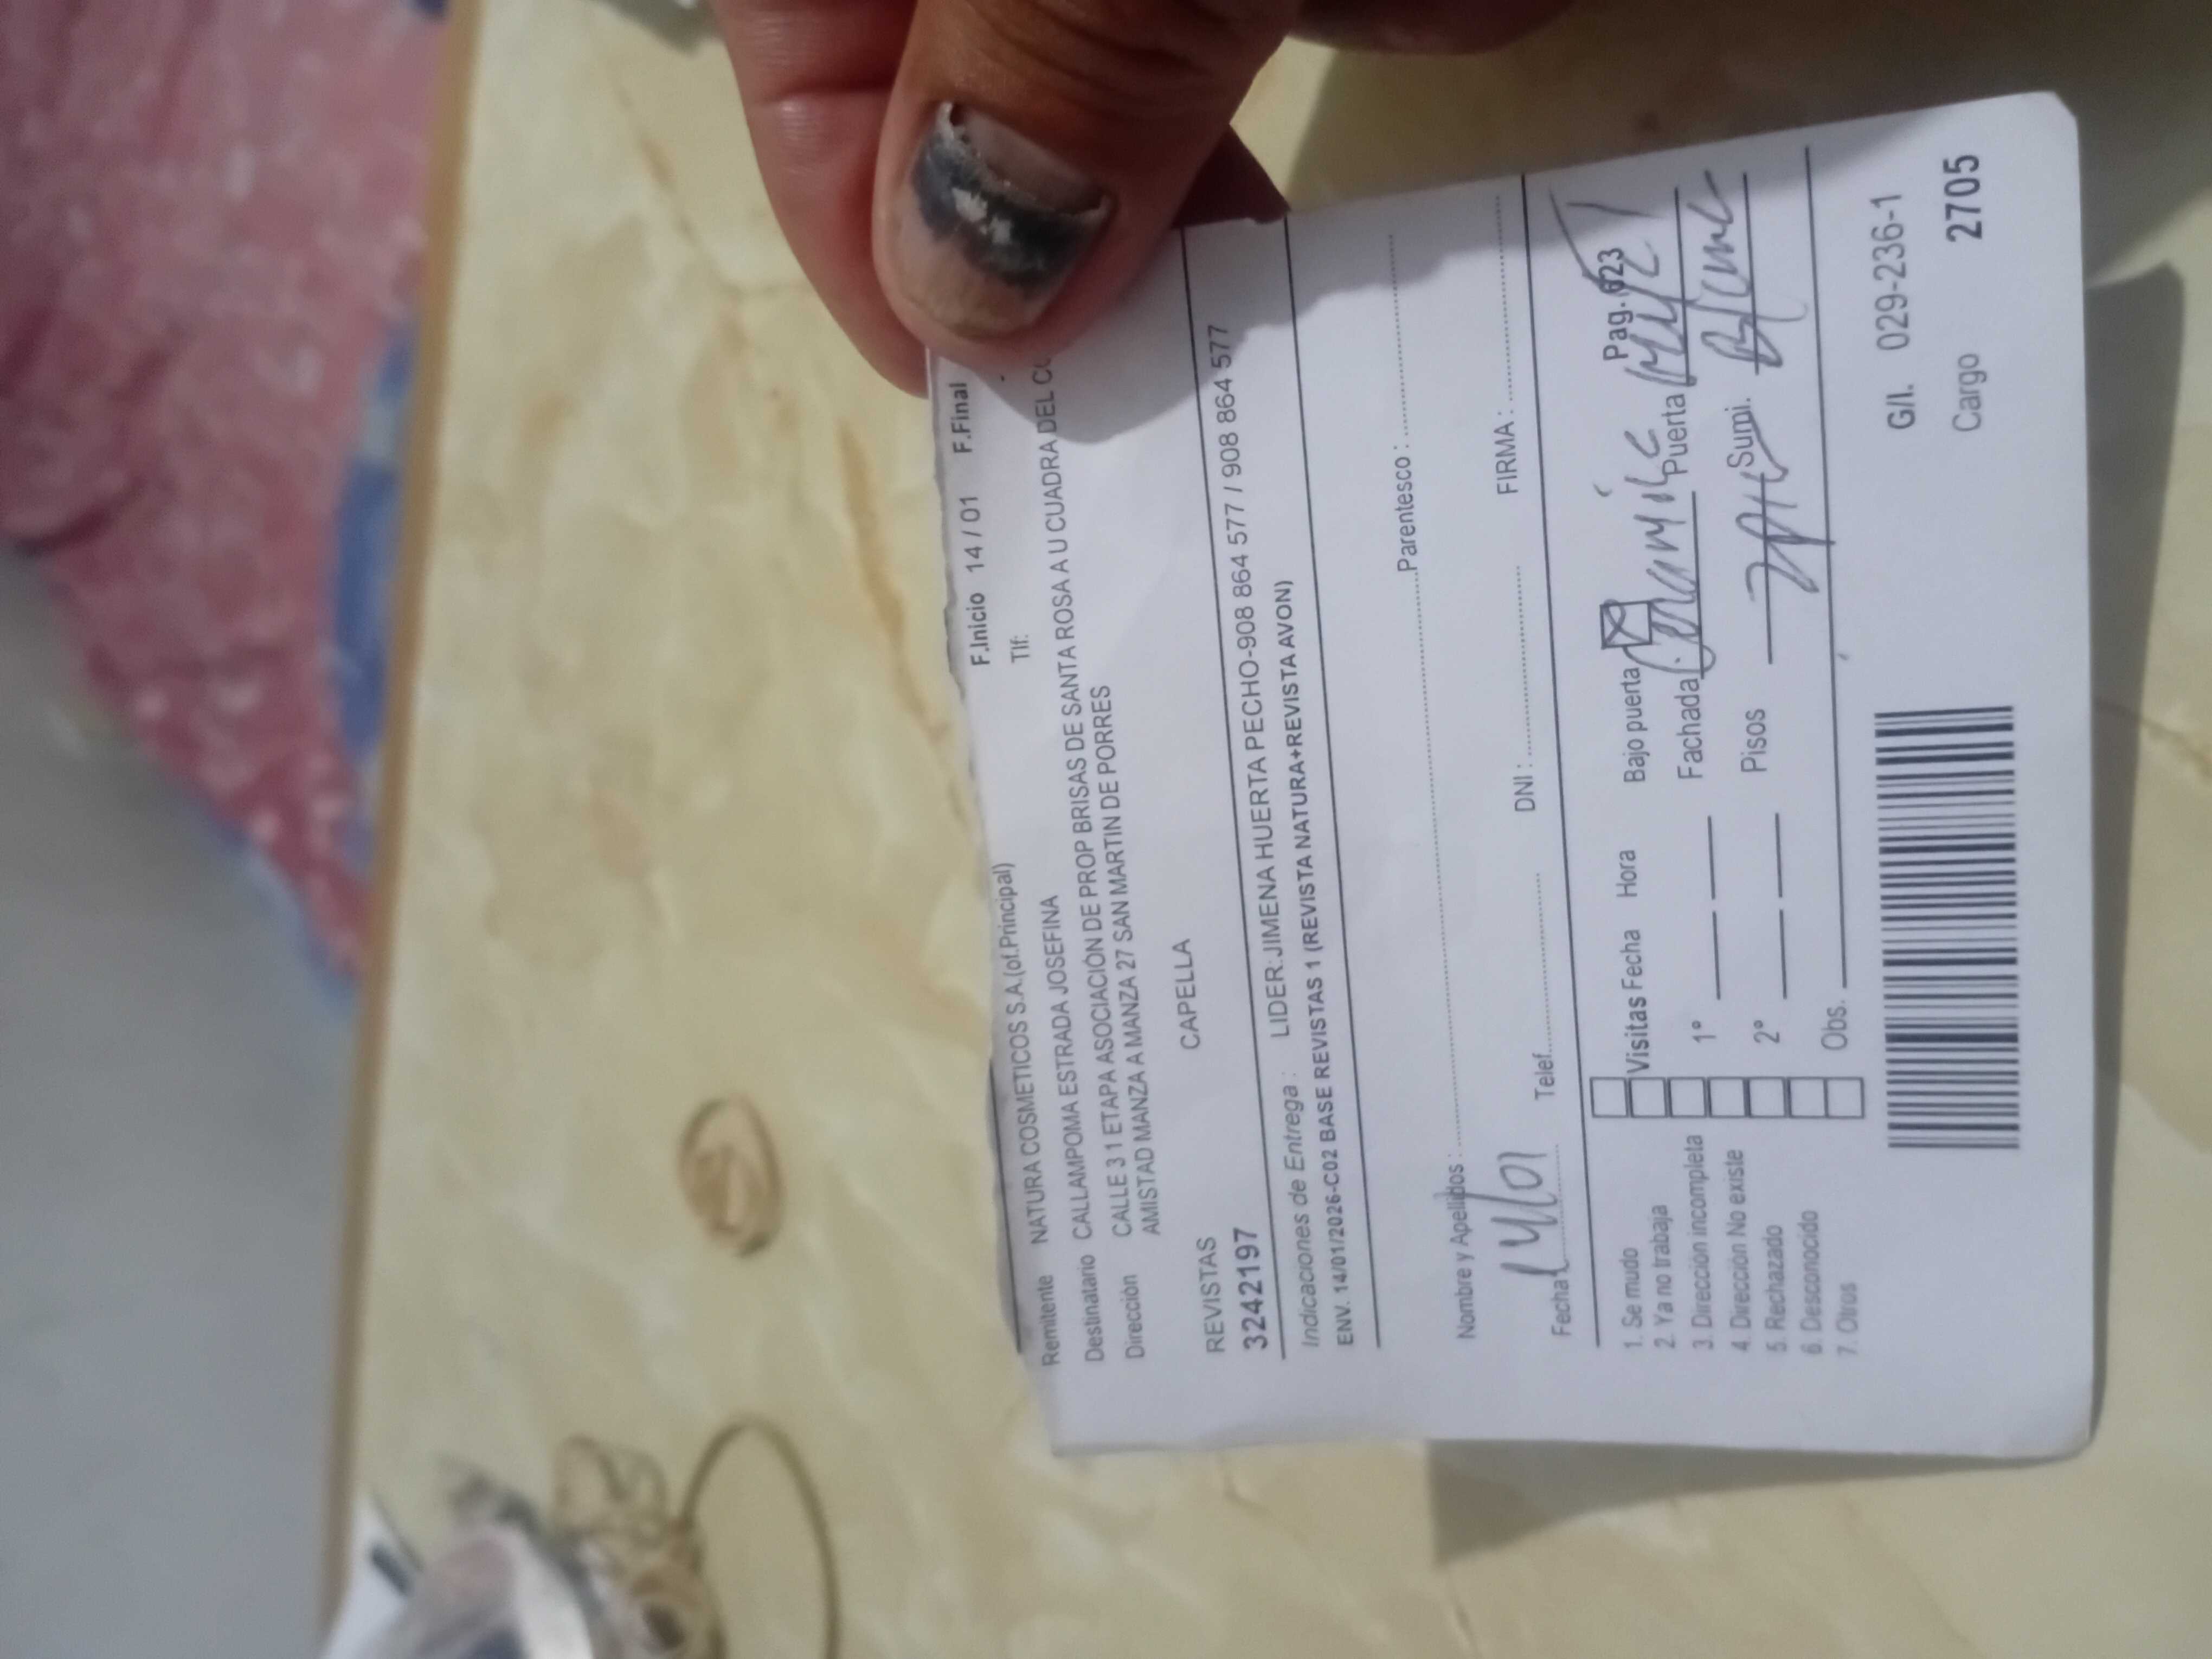 F.Inicio 14 / 01 F.Final
Remitente NATURA COSMETICOS S.A.(of.Principal) Tlf: -
Destinatario CALLAMPOMA ESTRADA JOSEFINA
Dirección CALLE 3 1 ETAPA ASOCIACIÓN DE PROP BRISAS DE SANTA ROSA A U CUADRA DEL
AMISTAD MANZA A MANZA 27 SAN MARTIN DE PORRES
CAPELLA
REVISTAS
3242197
Indicaciones de Entrega : LIDER:JIMENA HUERTA PECHO-908 864 577 / 908 864 577
ENV. 14/01/2026-C02 BASE REVISTAS 1 (REVISTA NATURA+REVISTA AVON)
Nombre y Apellidos : Parentesco :
Fecha 14/01 Telef. DNI : FIRMA :
1. Se mudo Visitas Fecha Hora Bajo puerta Pag. 623
2. Ya no trabaja
3. Dirección incompleta 1º Fachada Puerta
4. Dirección No existe
5. Rechazado 2º Pisos Sumi.
6. Desconocido
7. Otros Obs.
G/I. 029-236-1
Cargo 2705